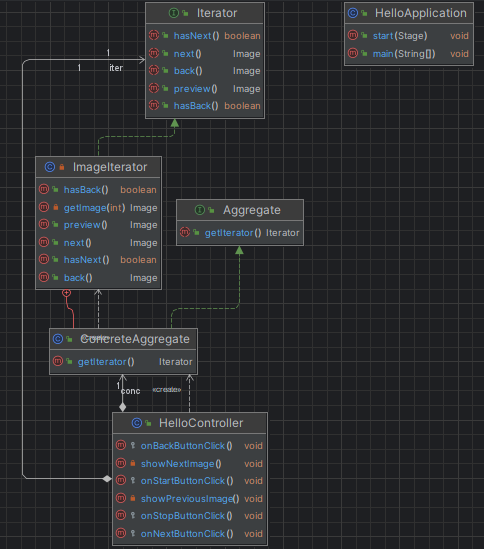 Iterator
hasNext() boolean
next() Image
back() Image
preview() Image
hasBack() boolean
HelloApplication
start(Stage) void
main(String[]) void
1
1 iter
ImageIterator
hasBack() boolean
getImage(int) Image
preview() Image
next() Image
hasNext() boolean
back() Image
Aggregate
getIterator() Iterator
«create»
ConcreteAggregate
getIterator() Iterator
1
conc
«create»
HelloController
onBackButtonClick() void
showNextImage() void
onStartButtonClick() void
showPreviousImage() void
onStopButtonClick() void
onNextButtonClick() void